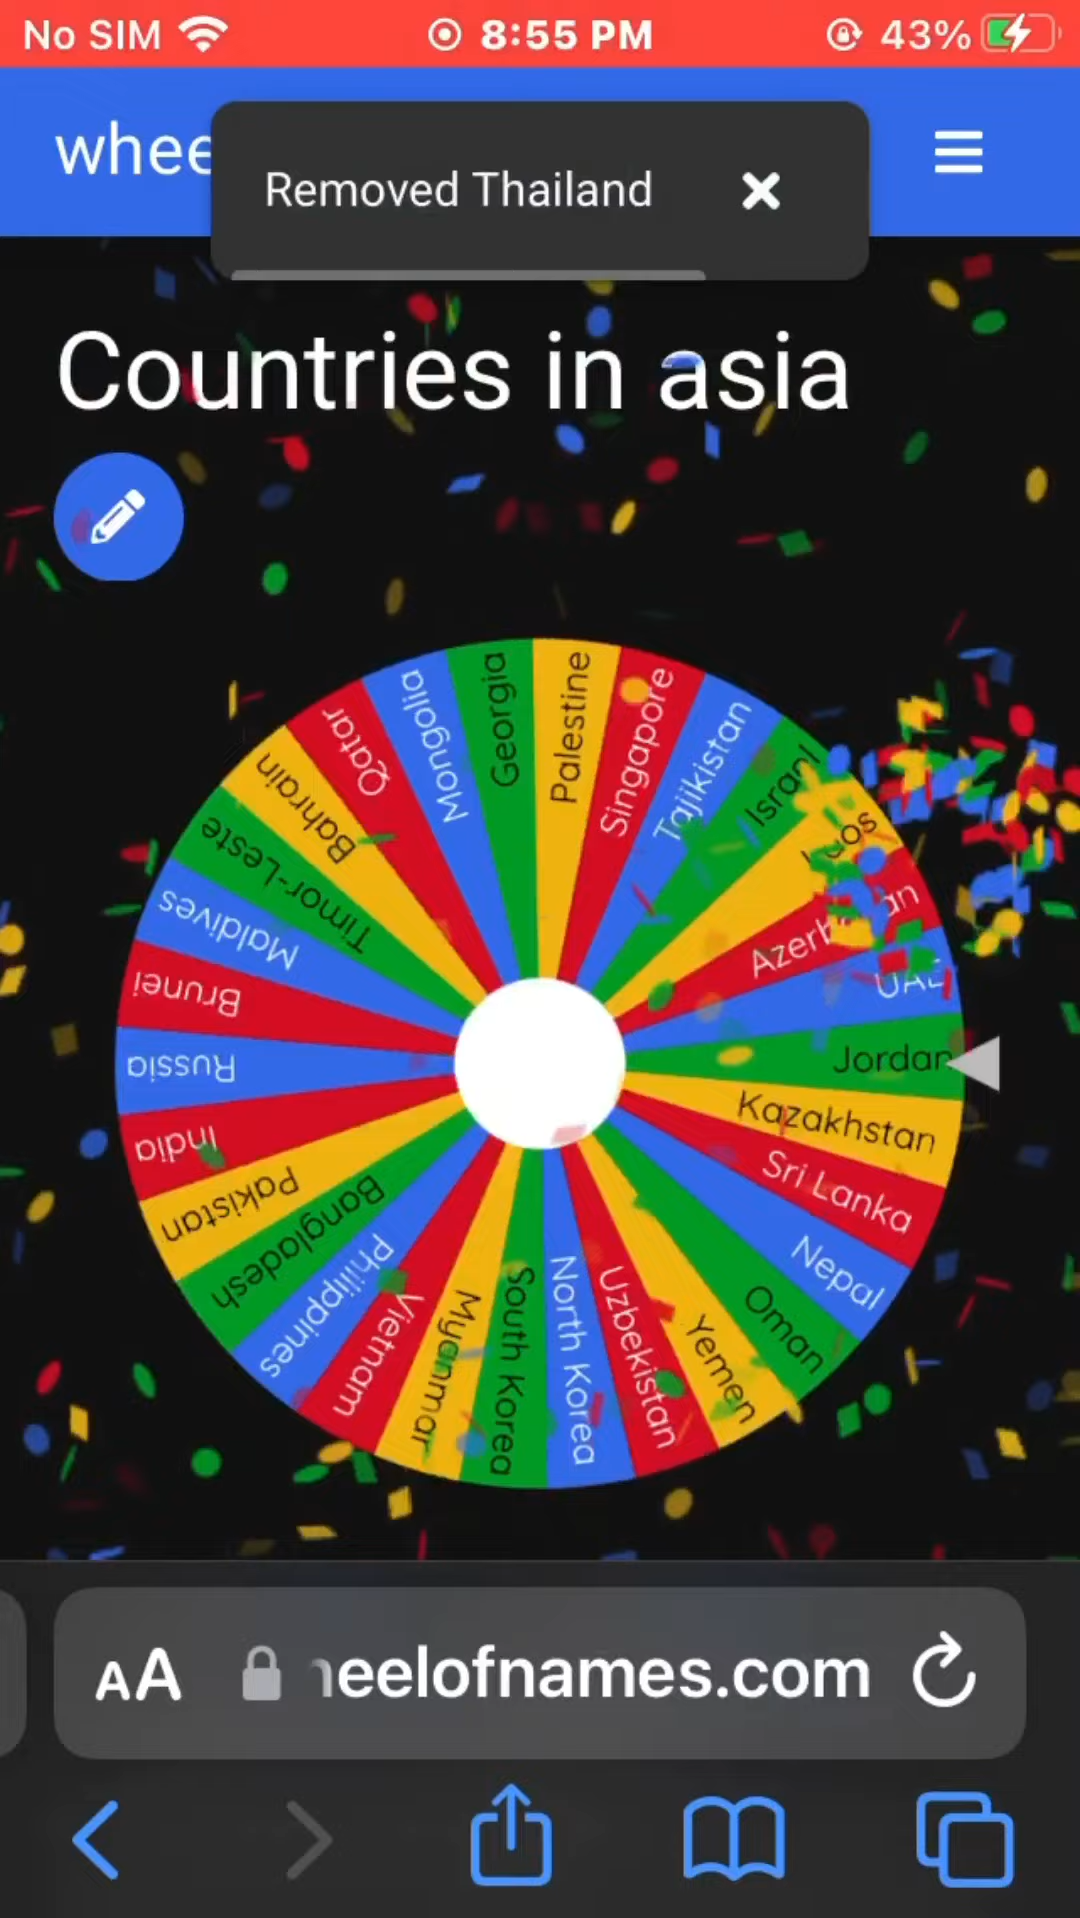 No SIM 8:55 PM 43%
whee
Removed Thailand
Countries in asia
Georgia
Palestine
Singapore
Tajikistan
UAE
Jordan
Kazakhstan
Sri Lanka
Nepal
Oman
Yemen
Uzbekistan
North Korea
South Korea
Myanmar
Vietnam
Philippines
Bangladesh
Pakistan
India
Russia
Brunei
Maldives
Timor-Leste
Bahrain
Qatar
Mongolia
AA eelofnames.com